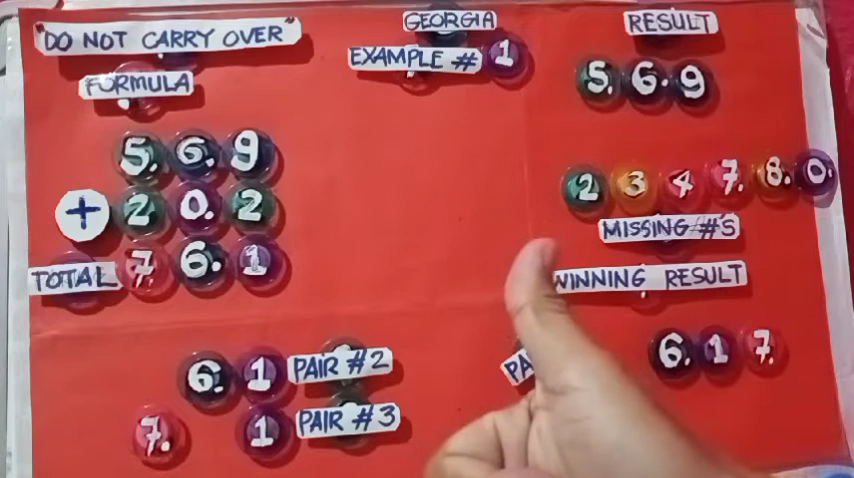 "DO NOT CARRY OVER"
GEORGIA
RESULT
EXAMPLE # 1
5. 6. 9
FORMULA
5. 6. 9
+ 2 0. 2
TOTAL 7. 6. 1
2 3 4 7. 8. 0.
MISSING #'S
WINNING RESULT
6. 1 7.
6. 1 PAIR #2
PA
7. 1 PAIR #3